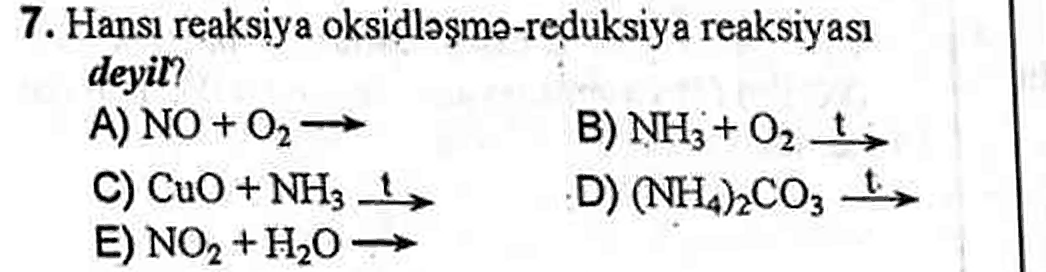 7. Hansı reaksiya oksidləşmə-reduksiya reaksiyası
deyil?
A) NO + O₂ ⟶ B) NH₃ + O₂ —t→
C) CuO + NH₃ —t→ D) (NH₄)₂CO₃ —t→
E) NO₂ + H₂O ⟶